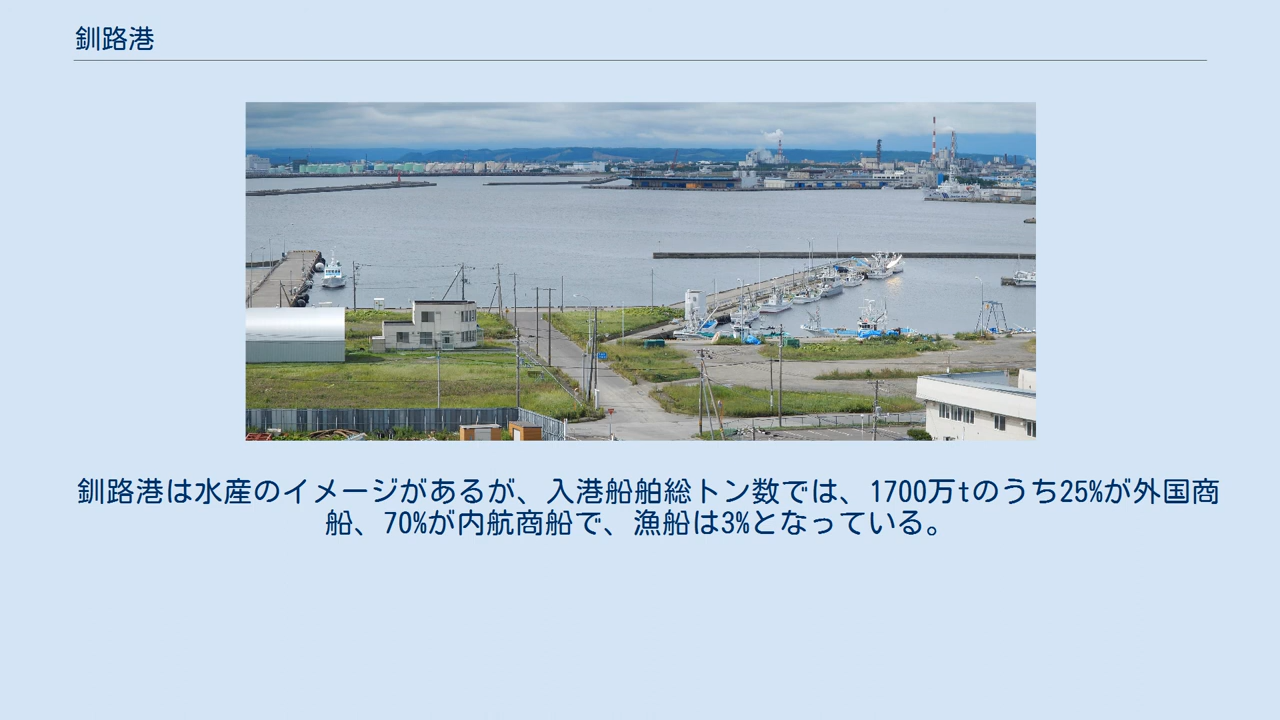 釧路港
釧路港は水産のイメージがあるが、入港船舶総トン数では、1700万tのうち25%が外国商
船、70%が内航商船で、漁船は3%となっている。